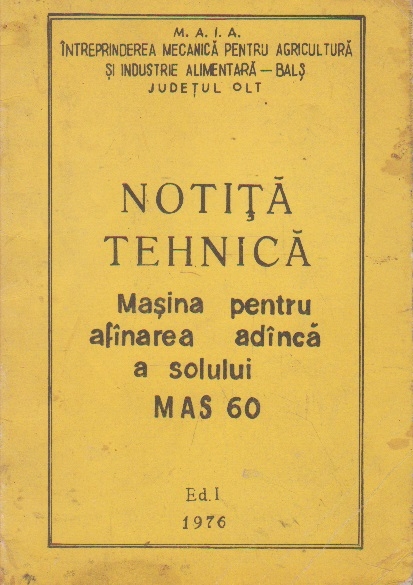 M. A. I. A.
ÎNTREPRINDEREA MECANICĂ PENTRU AGRICULTURĂ
ȘI INDUSTRIE ALIMENTARĂ – BALȘ
JUDEȚUL OLT
NOTIȚĂ
TEHNICĂ
Mașina pentru
afînarea adîncă
a solului
MAS 60
Ed. I
1976